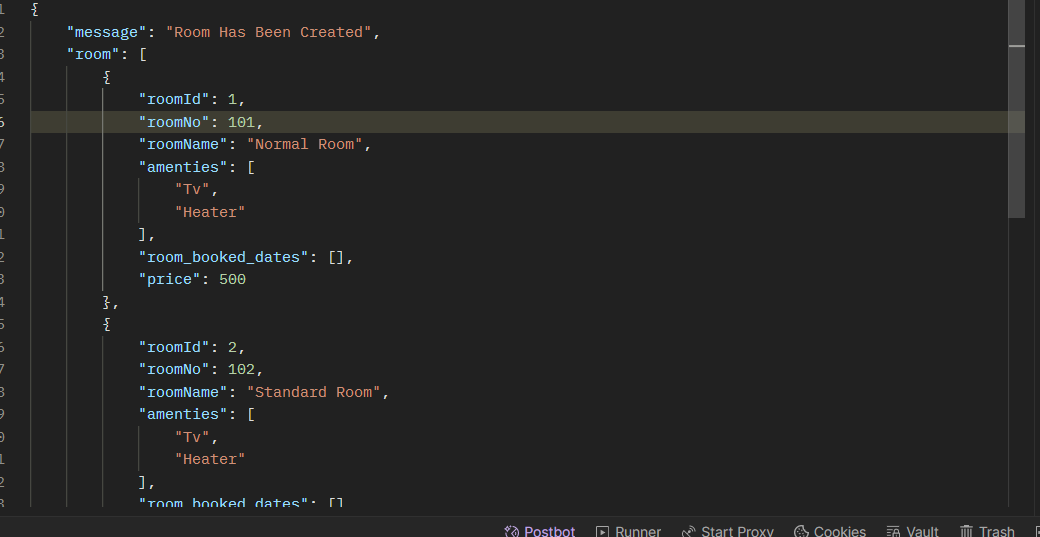 1 {
2 "message": "Room Has Been Created",
3 "room": [
4 {
5 "roomId": 1,
6 "roomNo": 101,
7 "roomName": "Normal Room",
8 "amenties": [
9 "Tv",
0 "Heater"
1 ],
2 "room_booked_dates": [],
3 "price": 500
4 },
5 {
6 "roomId": 2,
7 "roomNo": 102,
8 "roomName": "Standard Room",
9 "amenties": [
0 "Tv",
1 "Heater"
2 ],
3 "room_booked_dates": []
Postbot Runner Start Proxy Cookies Vault Trash